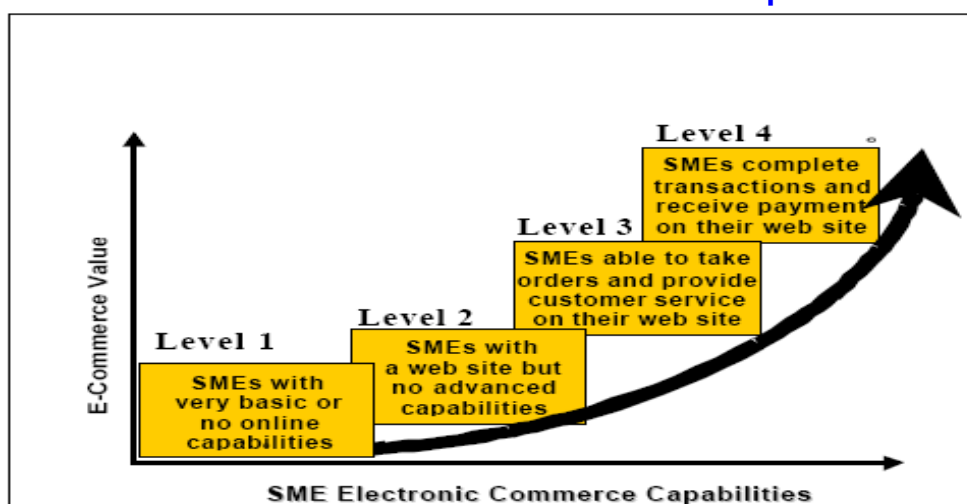 Level 4
SMEs complete
transactions and
receive payment
on their web site
Level 3
SMEs able to take
orders and provide
customer service
on their web site
Level 2
SMEs with
a web site but
no advanced
capabilities
Level 1
SMEs with
very basic or
no online
capabilities
E-Commerce Value
SME Electronic Commerce Capabilities